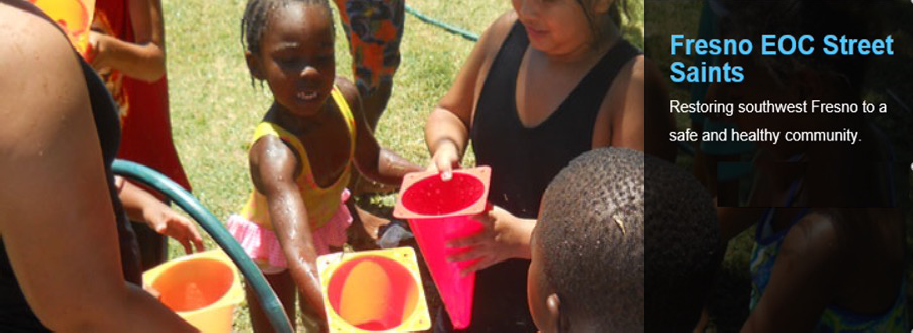 Fresno EOC Street
Saints
Restoring southwest Fresno to a
safe and healthy community.